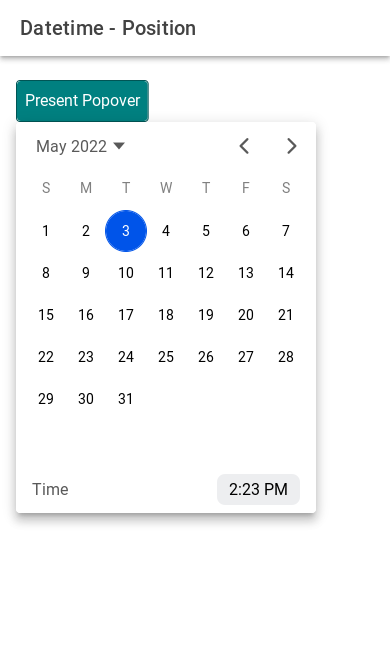 Datetime - Position
Present Popover
May 2022
S M T W T F S
1 2 3 4 5 6 7
8 9 10 11 12 13 14
15 16 17 18 19 20 21
22 23 24 25 26 27 28
29 30 31
Time 2:23 PM